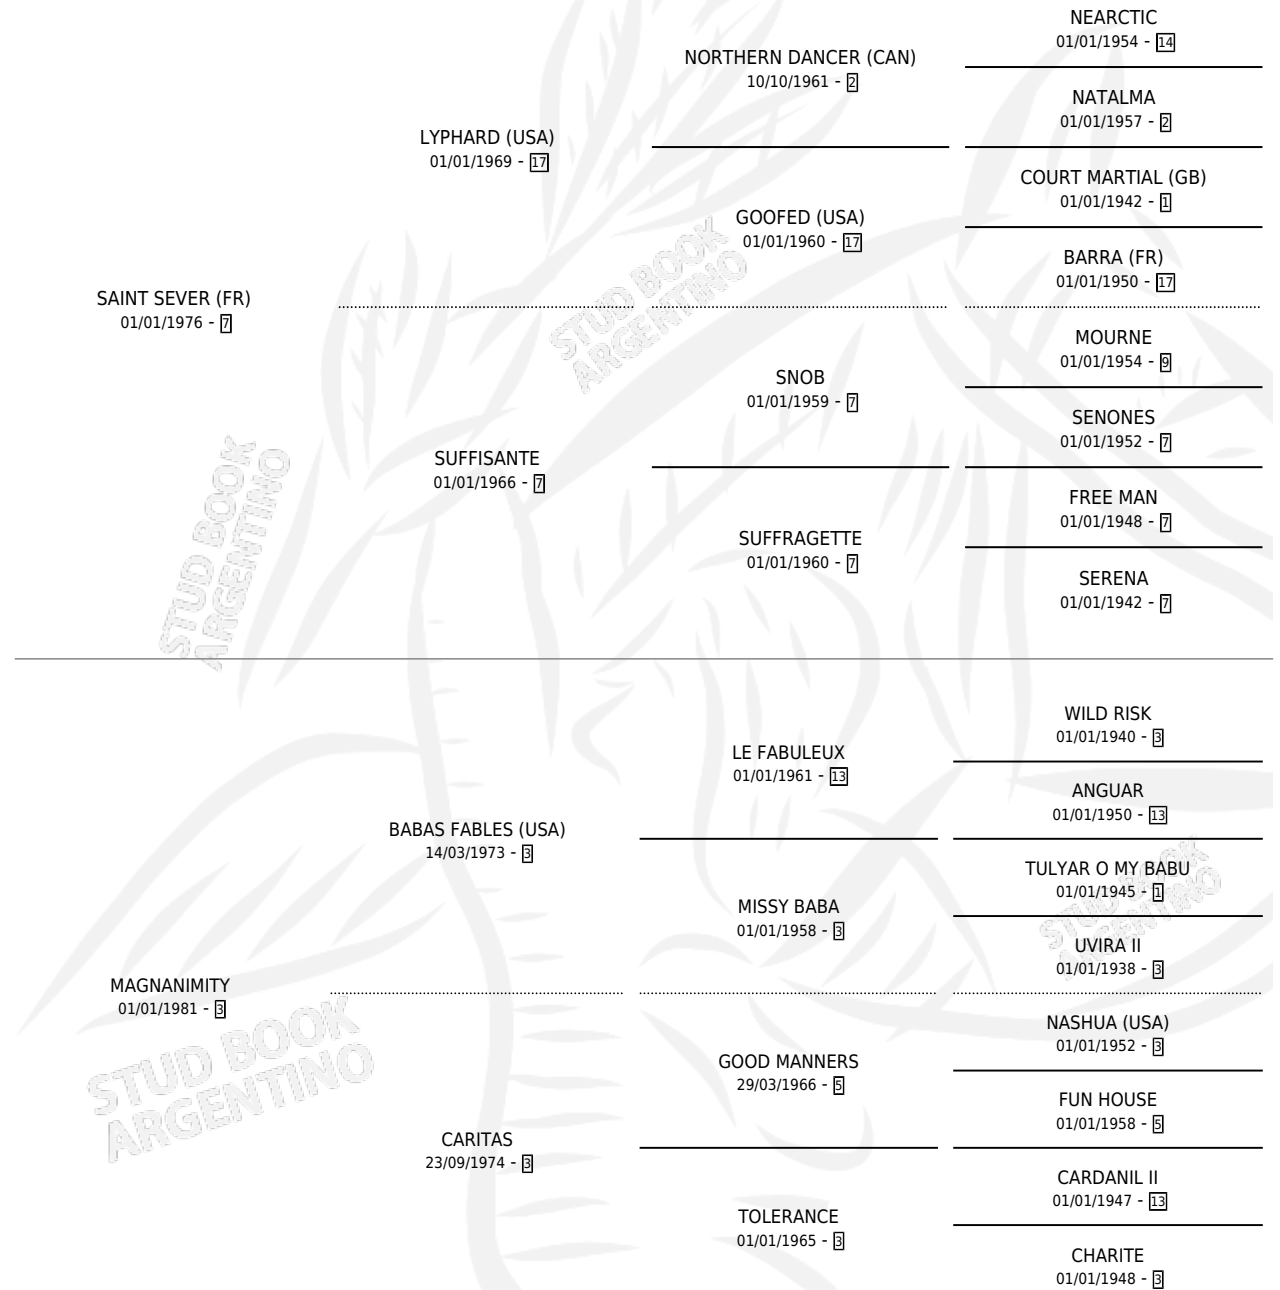 NEARCTIC
01/01/1954 - 14
NORTHERN DANCER (CAN)
10/10/1961 - 2
NATALMA
01/01/1957 - 2
LYPHARD (USA)
01/01/1969 - 17
COURT MARTIAL (GB)
01/01/1942 - 1
GOOFED (USA)
01/01/1960 - 17
BARRA (FR)
01/01/1950 - 17
SAINT SEVER (FR)
01/01/1976 - 7
MOURNE
01/01/1954 - 9
SNOB
01/01/1959 - 7
SENONES
01/01/1952 - 7
SUFFISANTE
01/01/1966 - 7
FREE MAN
01/01/1948 - 7
SUFFRAGETTE
01/01/1960 - 7
SERENA
01/01/1942 - 7
STUD BOOK
ARGENTINO
STUD BOOK
ARGENTINO
WILD RISK
01/01/1940 - 3
LE FABULEUX
01/01/1961 - 13
ANGUAR
01/01/1950 - 13
BABAS FABLES (USA)
14/03/1973 - 3
TULYAR O MY BABU
01/01/1945 - 1
MISSY BABA
01/01/1958 - 3
UVIRA II
01/01/1938 - 3
STUD BOOK
ARGENTINO
MAGNANIMITY
01/01/1981 - 3
NASHUA (USA)
01/01/1952 - 3
GOOD MANNERS
29/03/1966 - 5
FUN HOUSE
01/01/1958 - 5
CARITAS
23/09/1974 - 3
CARDANIL II
01/01/1947 - 13
TOLERANCE
01/01/1965 - 3
CHARITE
01/01/1948 - 3
STUD BOOK
ARGENTINO